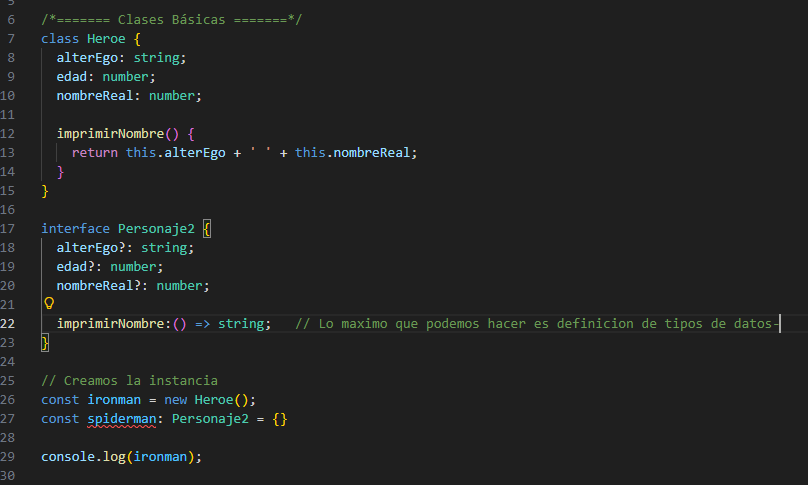 5
6 /*======= Clases Básicas =======*/
7 class Heroe {
8   alterEgo: string;
9   edad: number;
10   nombreReal: number;
11
12   imprimirNombre() {
13     return this.alterEgo + ' ' + this.nombreReal;
14   }
15 }
16
17 interface Personaje2 {
18   alterEgo?: string;
19   edad?: number;
20   nombreReal?: number;
21
22   imprimirNombre:() => string;   // Lo maximo que podemos hacer es definicion de tipos de datos-
23 }
24
25 // Creamos la instancia
26 const ironman = new Heroe();
27 const spiderman: Personaje2 = {}
28
29 console.log(ironman);
30